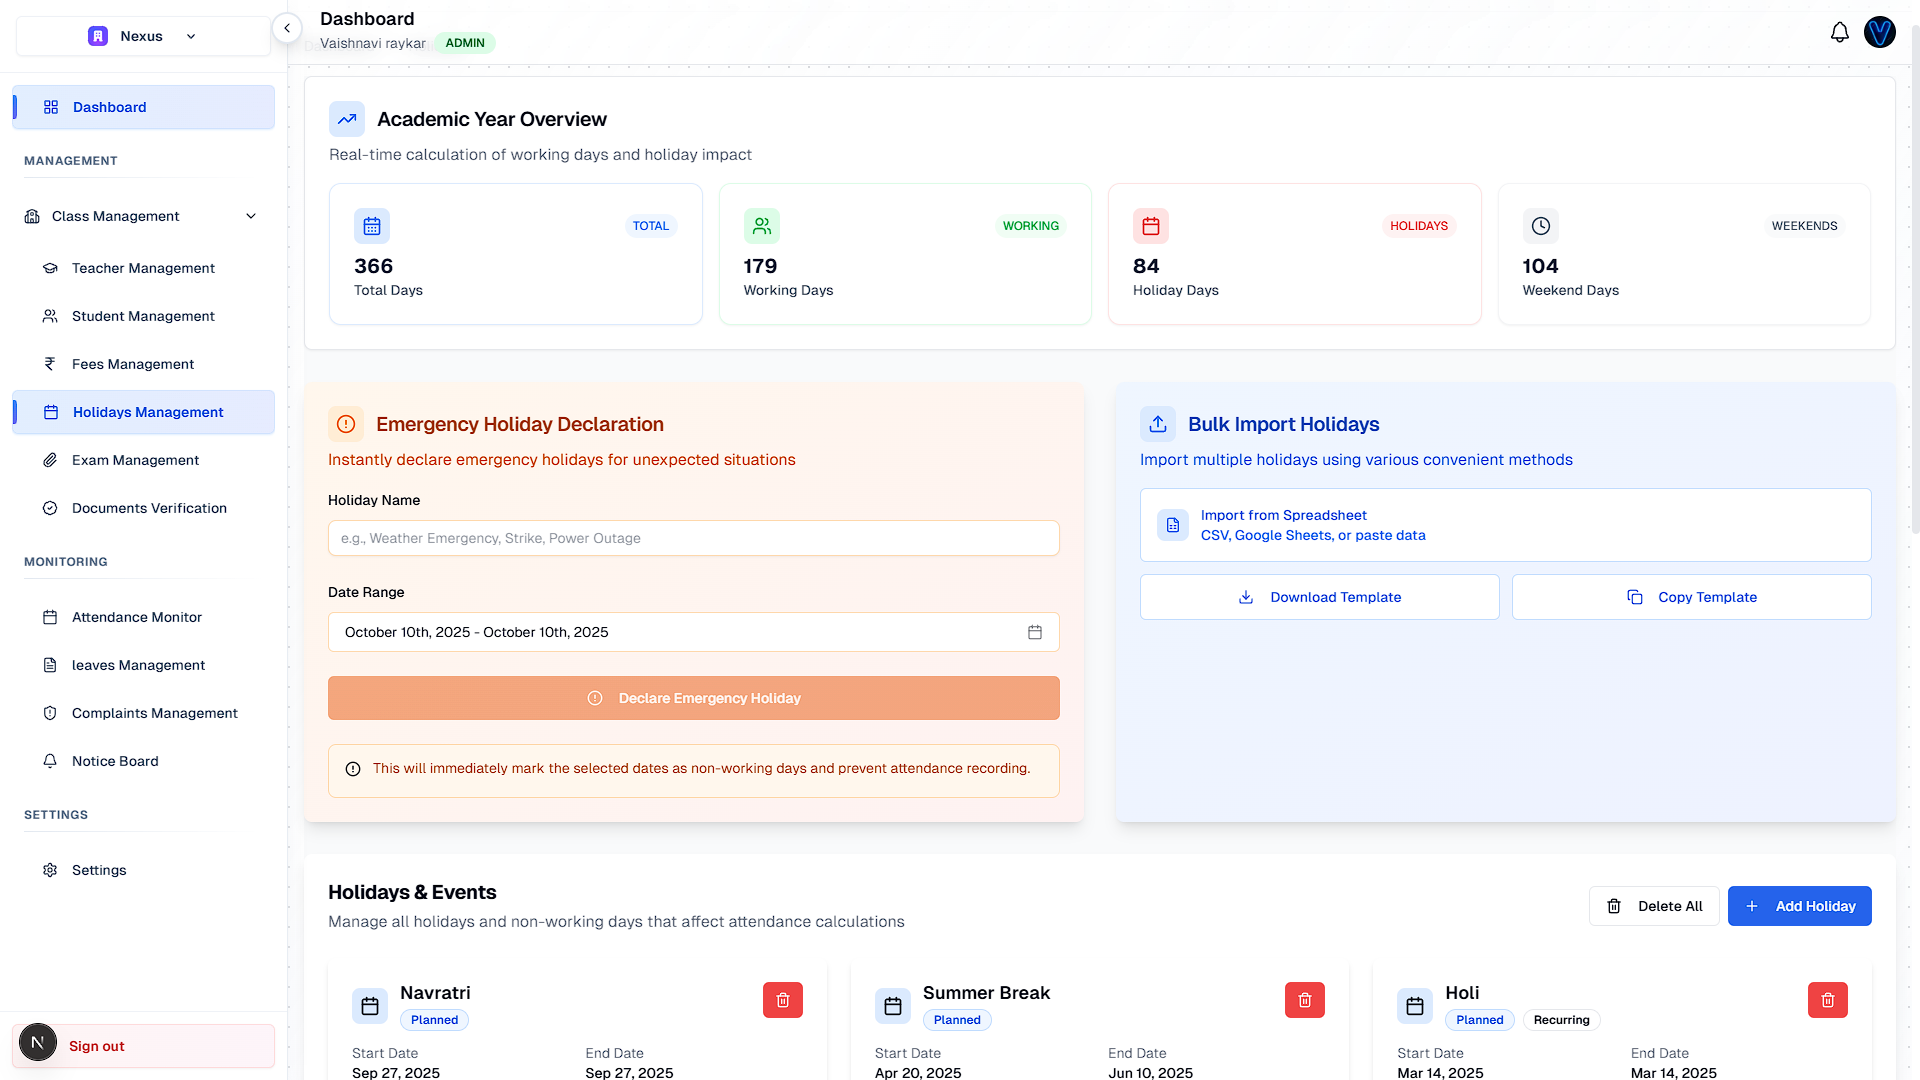 Nexus
Dashboard
MANAGEMENT
Class Management
Teacher Management
Student Management
Fees Management
Holidays Management
Exam Management
Documents Verification
MONITORING
Attendance Monitor
leaves Management
Complaints Management
Notice Board
SETTINGS
Settings
N
Sign out
Dashboard
Vaishnavi raykar ADMIN
Academic Year Overview
Real-time calculation of working days and holiday impact
TOTAL
366
Total Days
WORKING
179
Working Days
HOLIDAYS
84
Holiday Days
WEEKENDS
104
Weekend Days
Emergency Holiday Declaration
Instantly declare emergency holidays for unexpected situations
Holiday Name
e.g., Weather Emergency, Strike, Power Outage
Date Range
October 10th, 2025 - October 10th, 2025
Declare Emergency Holiday
This will immediately mark the selected dates as non-working days and prevent attendance recording.
Bulk Import Holidays
Import multiple holidays using various convenient methods
Import from Spreadsheet
CSV, Google Sheets, or paste data
Download Template
Copy Template
Holidays & Events
Manage all holidays and non-working days that affect attendance calculations
Delete All
Add Holiday
Navratri
Planned
Start Date End Date
Sep 27, 2025 Sep 27, 2025
Summer Break
Planned
Start Date End Date
Apr 20, 2025 Jun 10, 2025
Holi
Planned Recurring
Start Date End Date
Mar 14, 2025 Mar 14, 2025